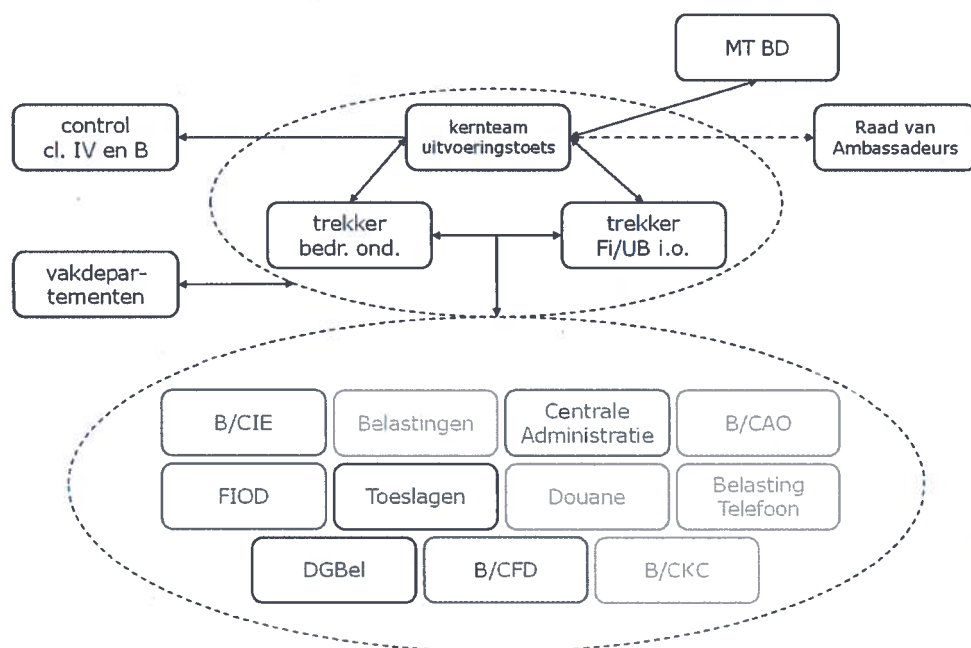 MT BD
control
cl. IV en B
kernteam
uitvoeringstoets
Raad van
Ambassadeurs
trekker
bedr. ond.
trekker
Fi/UB i.o.
vakdepar-
tementen
B/CIE
Belastingen
Centrale
Administratie
B/CAO
FIOD
Toeslagen
Douane
Belasting
Telefoon
DGBel
B/CFD
B/CKC